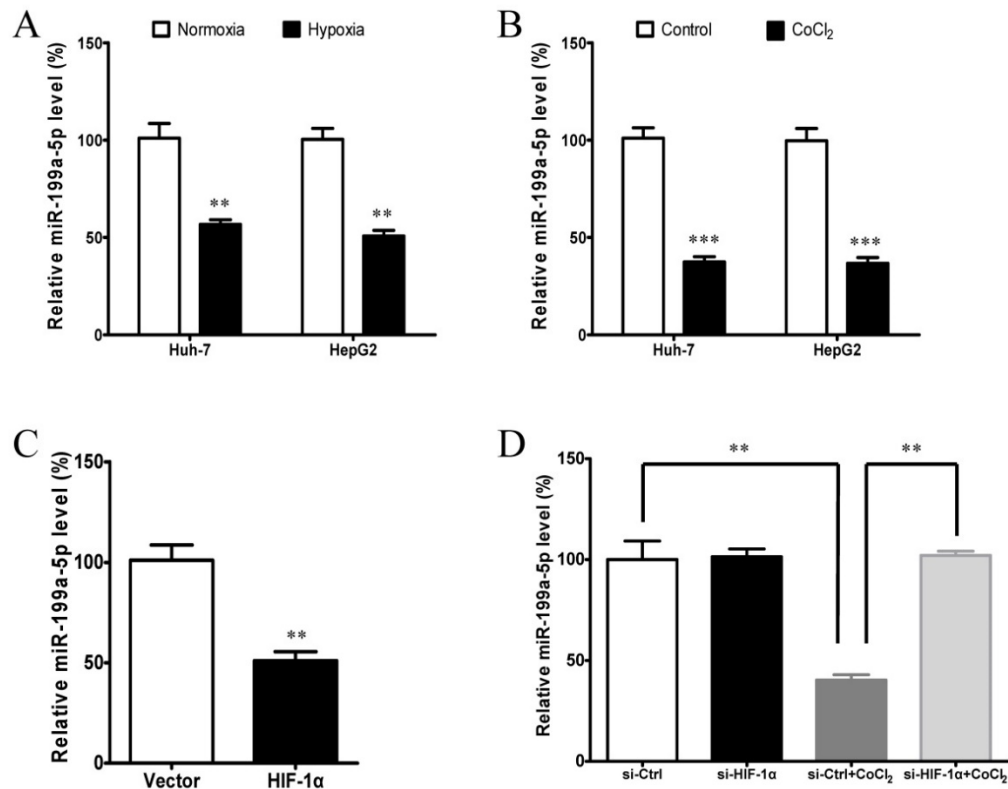 A
Normoxia Hypoxia
Relative miR-199a-5p level (%)
150
100
50
0
** **
Huh-7 HepG2
B
Control CoCl₂
Relative miR-199a-5p level (%)
150
100
50
0
*** ***
Huh-7 HepG2
C
Relative miR-199a-5p level (%)
150
100
50
0
**
Vector HIF-1α
D
Relative miR-199a-5p level (%)
150
100
50
0
** **
si-Ctrl si-HIF-1α si-Ctrl+CoCl₂ si-HIF-1α+CoCl₂